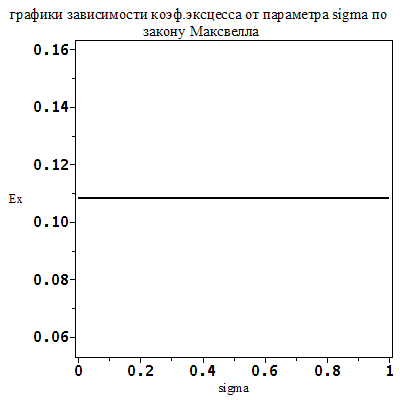 графики зависимости коэф.эксцесса от параметра sigma по
закону Максвелла
0.16
0.14
0.12
Ex
0.10
0.08
0.06
0 0.2 0.4 0.6 0.8 1
sigma